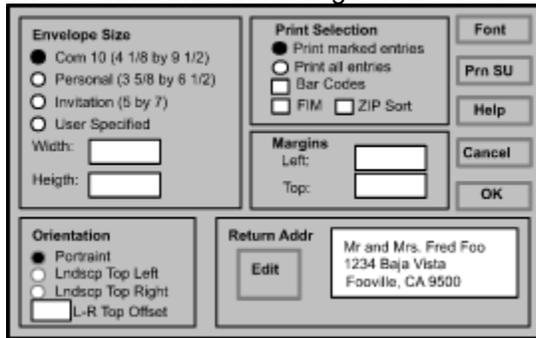 Envelope Size
Com 10 (4 1/8 by 9 1/2)
Personal (3 5/8 by 6 1/2)
Invitation (5 by 7)
User Specified
Width:
Heigth:
Print Selection
Print marked entries
Print all entries
Bar Codes
FIM ZIP Sort
Margins
Left:
Top:
Font
Prn SU
Help
Cancel
OK
Orientation
Portraint
Lndscp Top Left
Lndscp Top Right
L-R Top Offset
Return Addr
Edit
Mr and Mrs. Fred Foo
1234 Baja Vista
Fooville, CA 9500